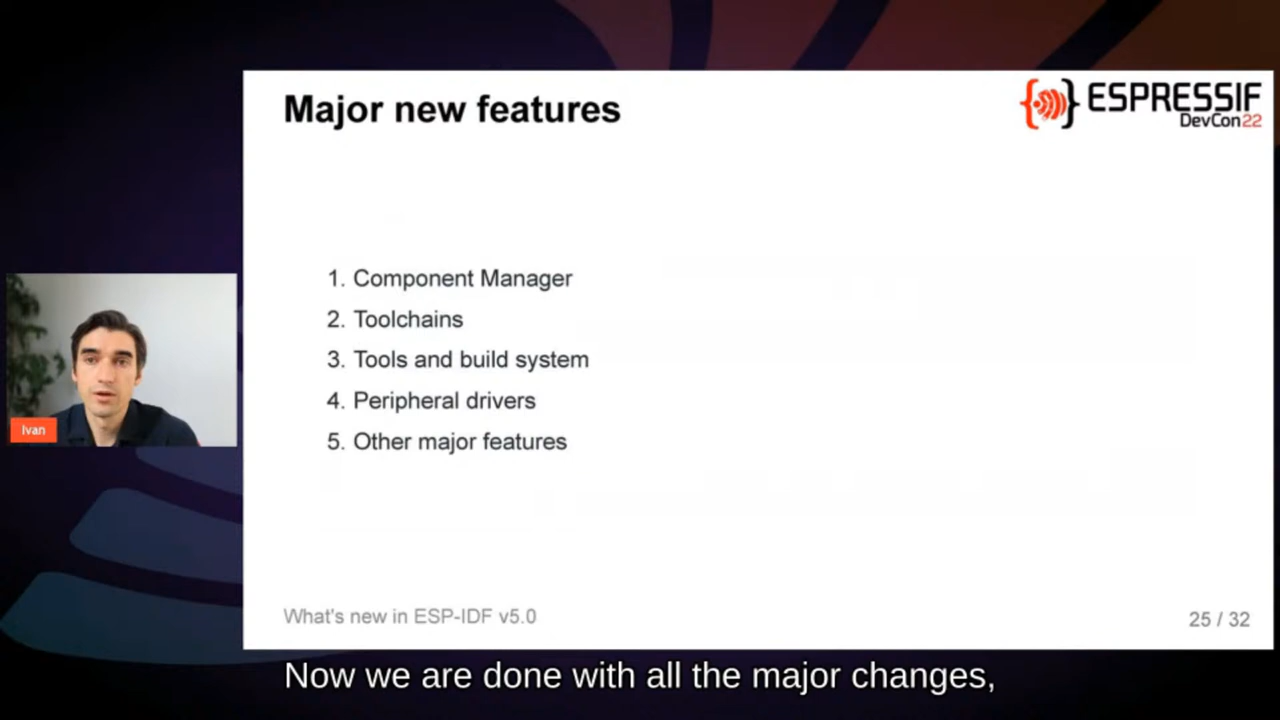 Major new features
ESPRESSIF
DevCon22
1. Component Manager
2. Toolchains
3. Tools and build system
4. Peripheral drivers
5. Other major features
Ivan
What's new in ESP-IDF v5.0
25 / 32
Now we are done with all the major changes,